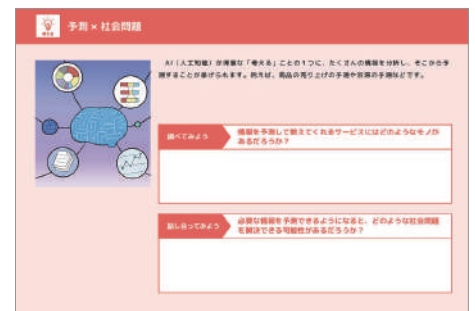 予測 × 社会問題
AI（人工知能）が得意な「考える」ことの1つに、たくさんの情報を分析し、そこから予
測することが挙げられます。例えば、商品の売り上げの予測や渋滞の予測などです。
調べてみよう
情報を予測して教えてくれるサービスにはどのようなモノが
あるだろうか？
話し合ってみよう
必要な情報を予測できるようになると、どのような社会問題
を解決できる可能性があるだろうか？